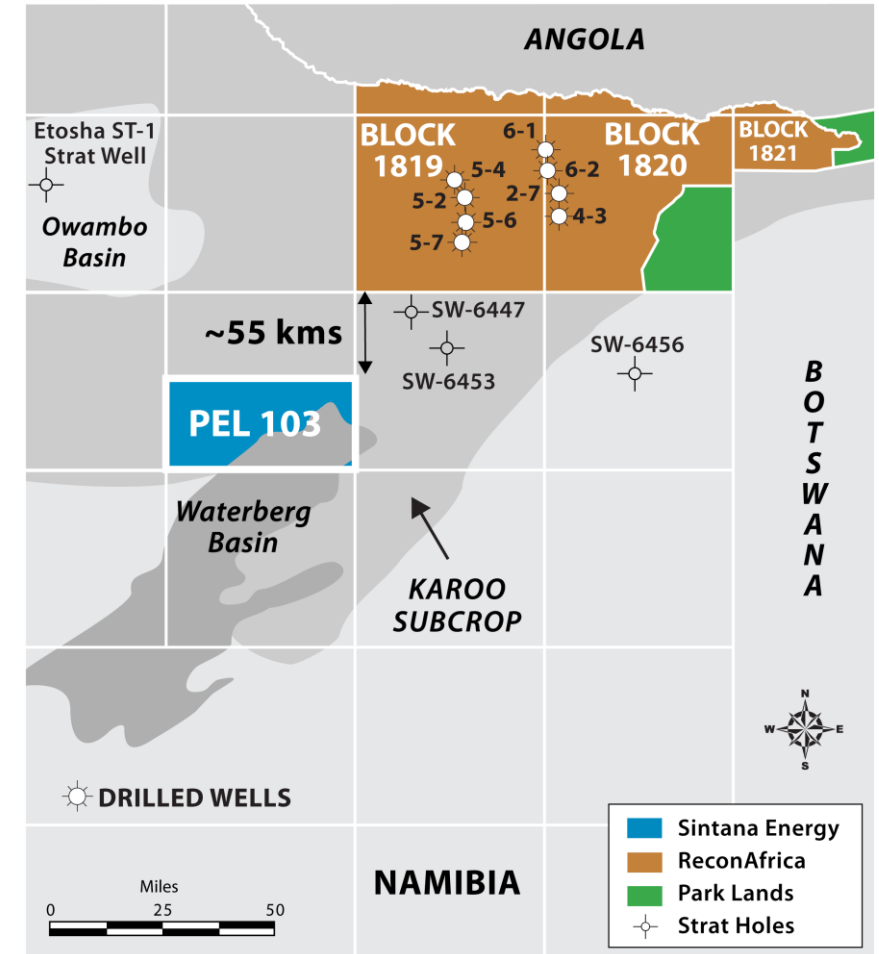 ANGOLA
Etosha ST-1
Strat Well
BLOCK
1819
6-1
BLOCK
1820
BLOCK
1821
5-4
6-2
5-2
2-7
5-6
4-3
5-7
Owambo
Basin
~55 kms
SW-6447
SW-6453
SW-6456
PEL 103
B
O
T
S
W
A
N
A
Waterberg
Basin
KAROO
SUBCROP
N
W
E
S
DRILLED WELLS
NAMIBIA
Miles
0 25 50
Sintana Energy
ReconAfrica
Park Lands
Strat Holes